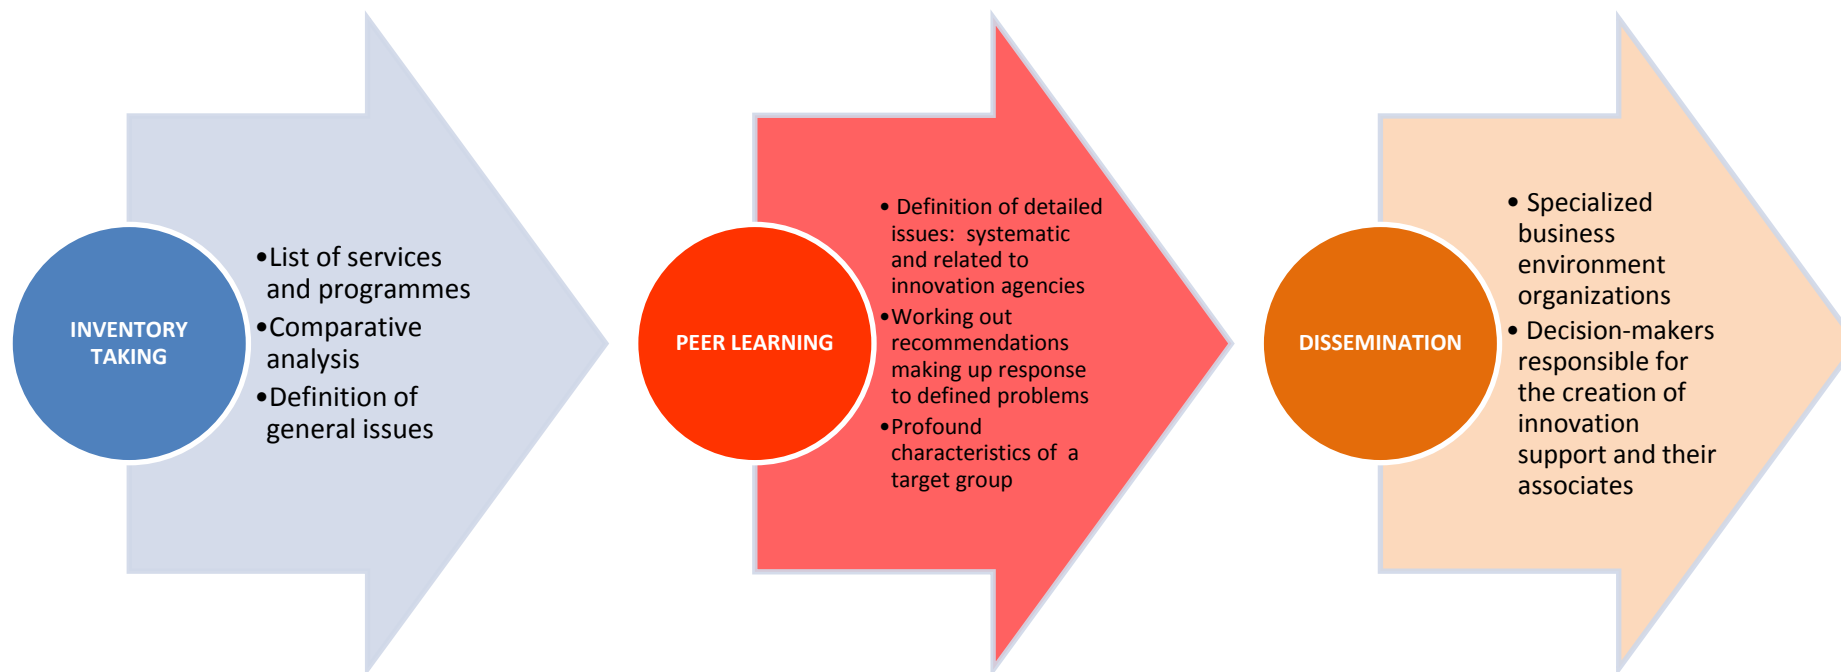 INVENTORY
TAKING
•List of services
and programmes
•Comparative
analysis
•Definition of
general issues
PEER LEARNING
• Definition of detailed
issues: systematic
and related to
innovation agencies
•Working out
recommendations
making up response
to defined problems
•Profound
characteristics of a
target group
DISSEMINATION
• Specialized
business
environment
organizations
• Decision-makers
responsible for
the creation of
innovation
support and their
associates